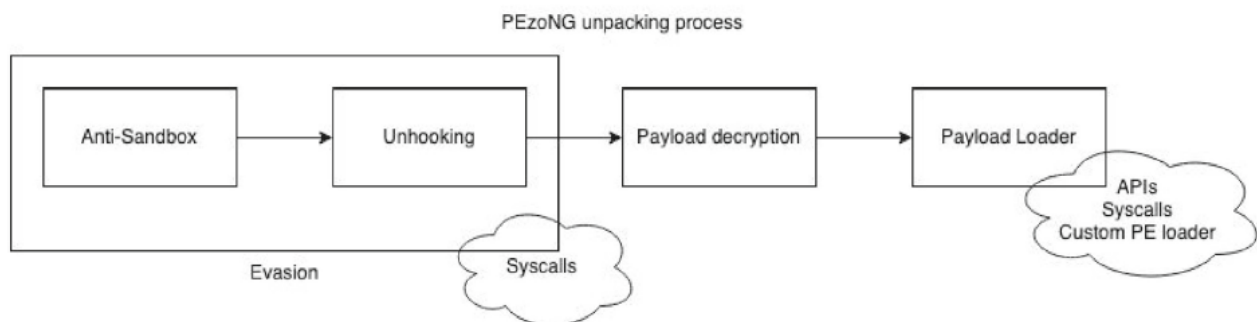 PEzoNG unpacking process
Anti-Sandbox
Unhooking
Payload decryption
Payload Loader
APIs
Syscalls
Custom PE loader
Evasion
Syscalls